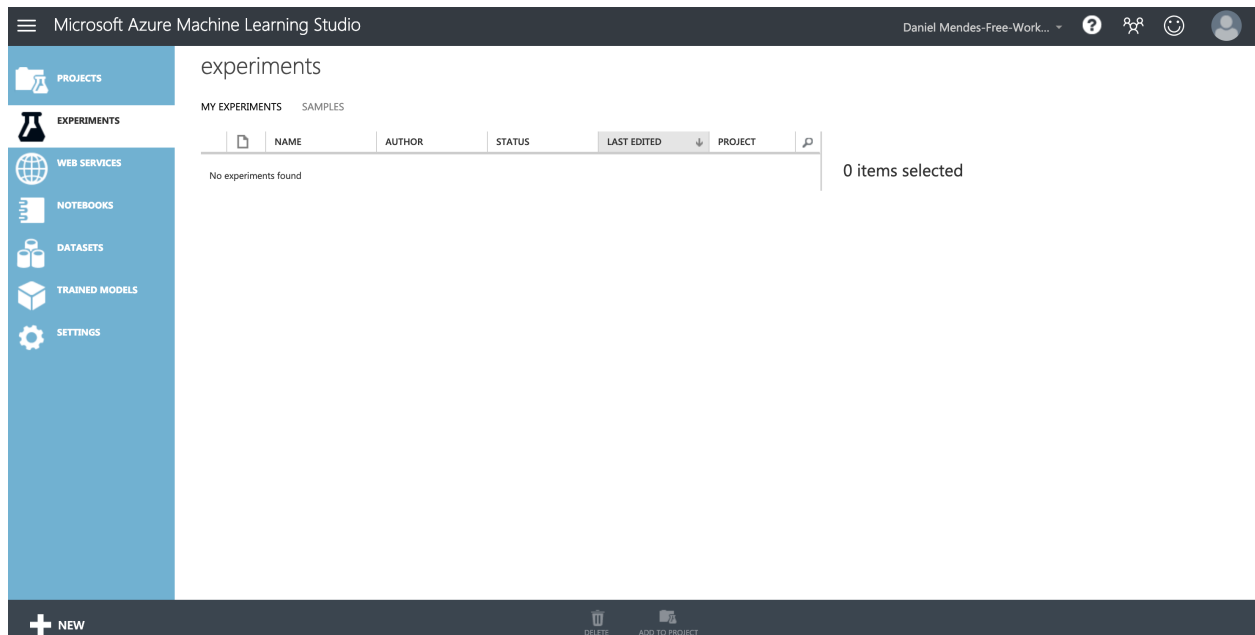 Microsoft Azure Machine Learning Studio
Daniel Mendes-Free-Work...
?
PROJECTS
EXPERIMENTS
WEB SERVICES
NOTEBOOKS
DATASETS
TRAINED MODELS
SETTINGS
experiments
MY EXPERIMENTS SAMPLES
NAME AUTHOR STATUS LAST EDITED PROJECT
No experiments found
0 items selected
NEW
DELETE ADD TO PROJECT